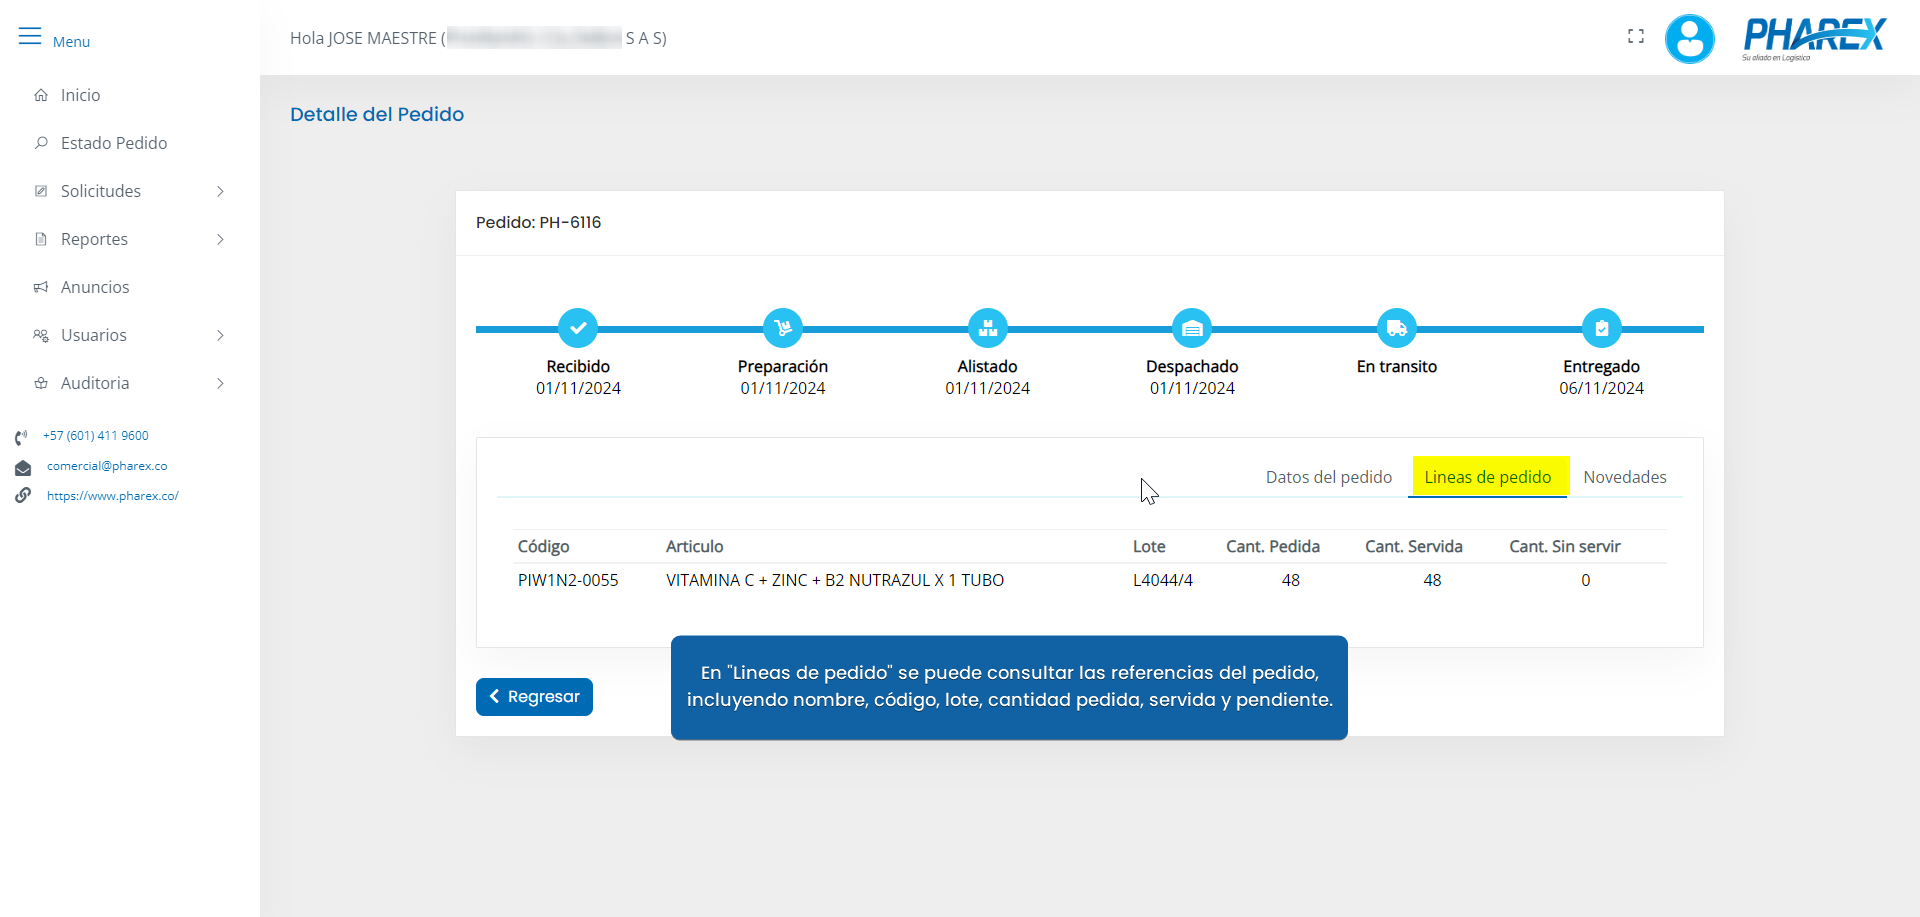 Menu
Hola JOSE MAESTRE ( S A S)
PHAREX
Su aliado en Logística
Inicio
Estado Pedido
Solicitudes
Reportes
Anuncios
Usuarios
Auditoria
+57 (601) 411 9600
comercial@pharex.co
https://www.pharex.co/
Detalle del Pedido
Pedido: PH-6116
Recibido Preparación Alistado Despachado En transito Entregado
01/11/2024 01/11/2024 01/11/2024 01/11/2024 06/11/2024
Datos del pedido Lineas de pedido Novedades
Código Articulo Lote Cant. Pedida Cant. Servida Cant. Sin servir
PIW1N2-0055 VITAMINA C + ZINC + B2 NUTRAZUL X 1 TUBO L4044/4 48 48 0
En "Lineas de pedido" se puede consultar las referencias del pedido,
incluyendo nombre, código, lote, cantidad pedida, servida y pendiente.
Regresar